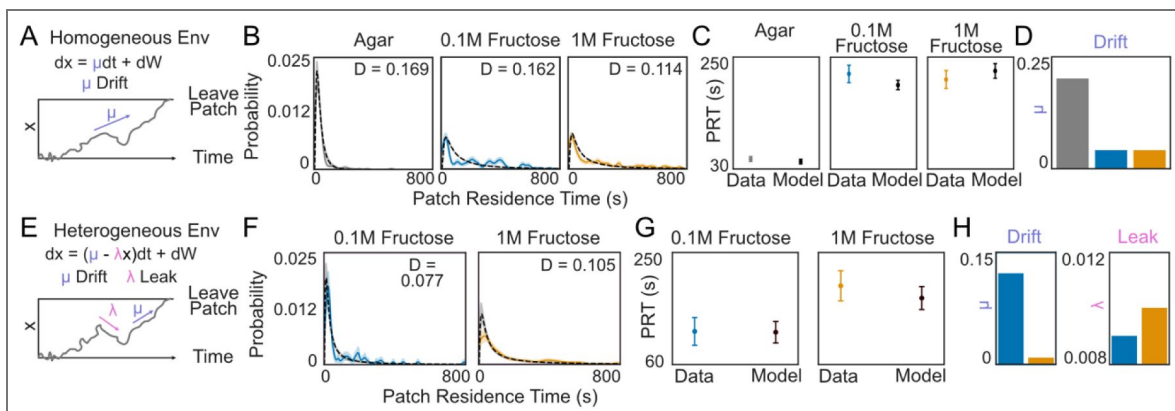 A
Homogeneous Env
dx = μdt + dW
μ Drift
μ
x
Leave
Patch
Time
B
Agar
0.1M Fructose
1M Fructose
D = 0.169
D = 0.162
D = 0.114
Probability
0.025
0.012
0
0
800
0
800
0
800
Patch Residence Time (s)
C
Agar
0.1M
Fructose
1M
Fructose
PRT (s)
250
30
Data Model
Data Model
Data Model
D
Drift
μ
0.25
0
E
Heterogeneous Env
dx = (μ - λx)dt + dW
μ Drift λ Leak
λ
μ
x
Leave
Patch
Time
F
0.1M Fructose
1M Fructose
D =
0.077
D = 0.105
Probability
0.025
0.012
0
0
800
0
800
Patch Residence Time (s)
G
0.1M Fructose
1M Fructose
PRT (s)
250
60
Data Model
Data Model
H
Drift
Leak
μ
0.15
0
λ
0.012
0.008